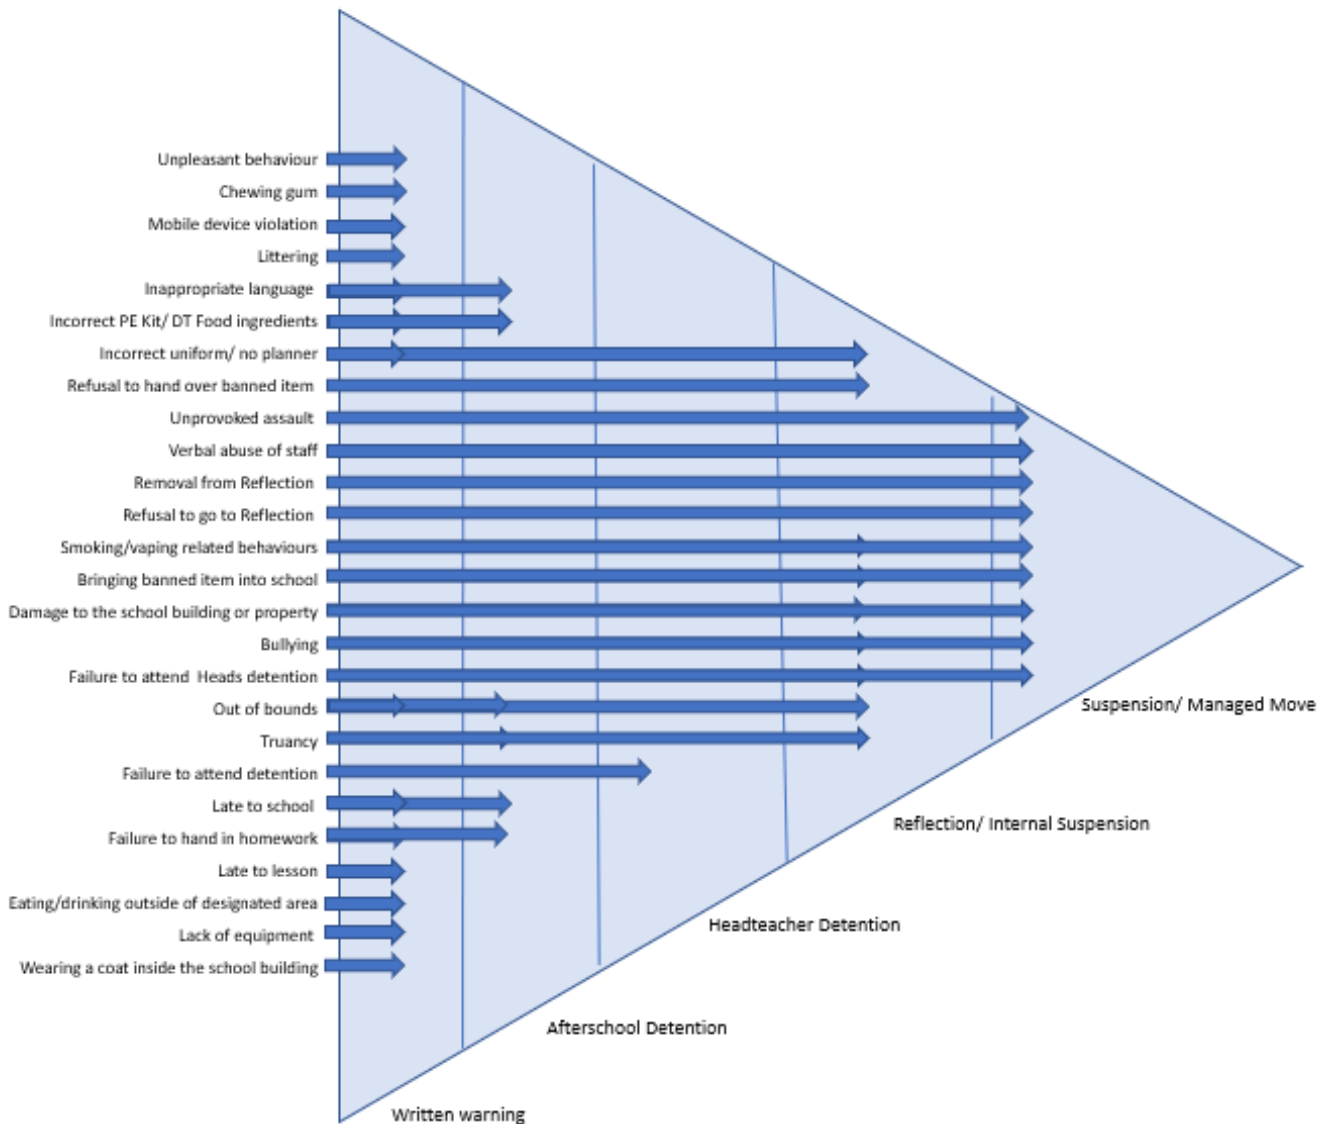 Unpleasant behaviour
Chewing gum
Mobile device violation
Littering
Inappropriate language
Incorrect PE Kit/ DT Food ingredients
Incorrect uniform/ no planner
Refusal to hand over banned item
Unprovoked assault
Verbal abuse of staff
Removal from Reflection
Refusal to go to Reflection
Smoking/vaping related behaviours
Bringing banned item into school
Damage to the school building or property
Bullying
Failure to attend Heads detention
Out of bounds
Truancy
Failure to attend detention
Late to school
Failure to hand in homework
Late to lesson
Eating/drinking outside of designated area
Lack of equipment
Wearing a coat inside the school building
Suspension/ Managed Move
Reflection/ Internal Suspension
Headteacher Detention
Afterschool Detention
Written warning